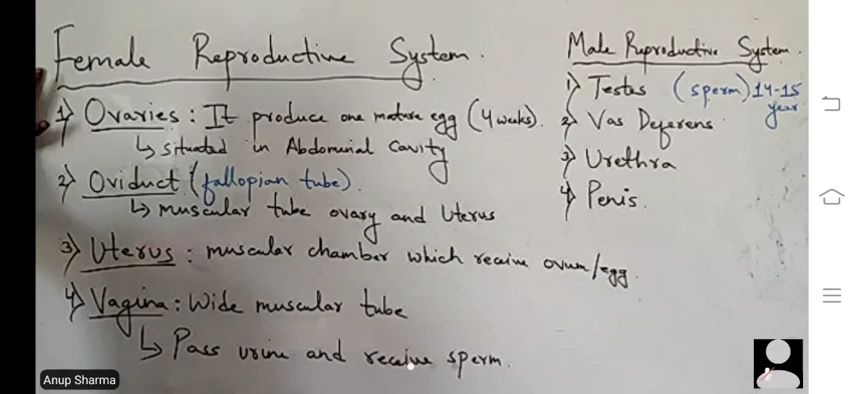 Female Reproductive System.
1) Ovaries: It produce one mature egg (4 weeks).
↳ situated in Abdominal cavity
2) Oviduct (fallopian tube).
↳ muscular tube ovary and Uterus
3) Uterus: muscular chamber which receive ovum/egg.
4) Vagina: Wide muscular tube
↳ Pass urine and receive sperm.
Male Reproductive System.
1) Testes (sperm) 14-15 year
2) Vas Deferens
3) Urethra
4) Penis.
Anup Sharma